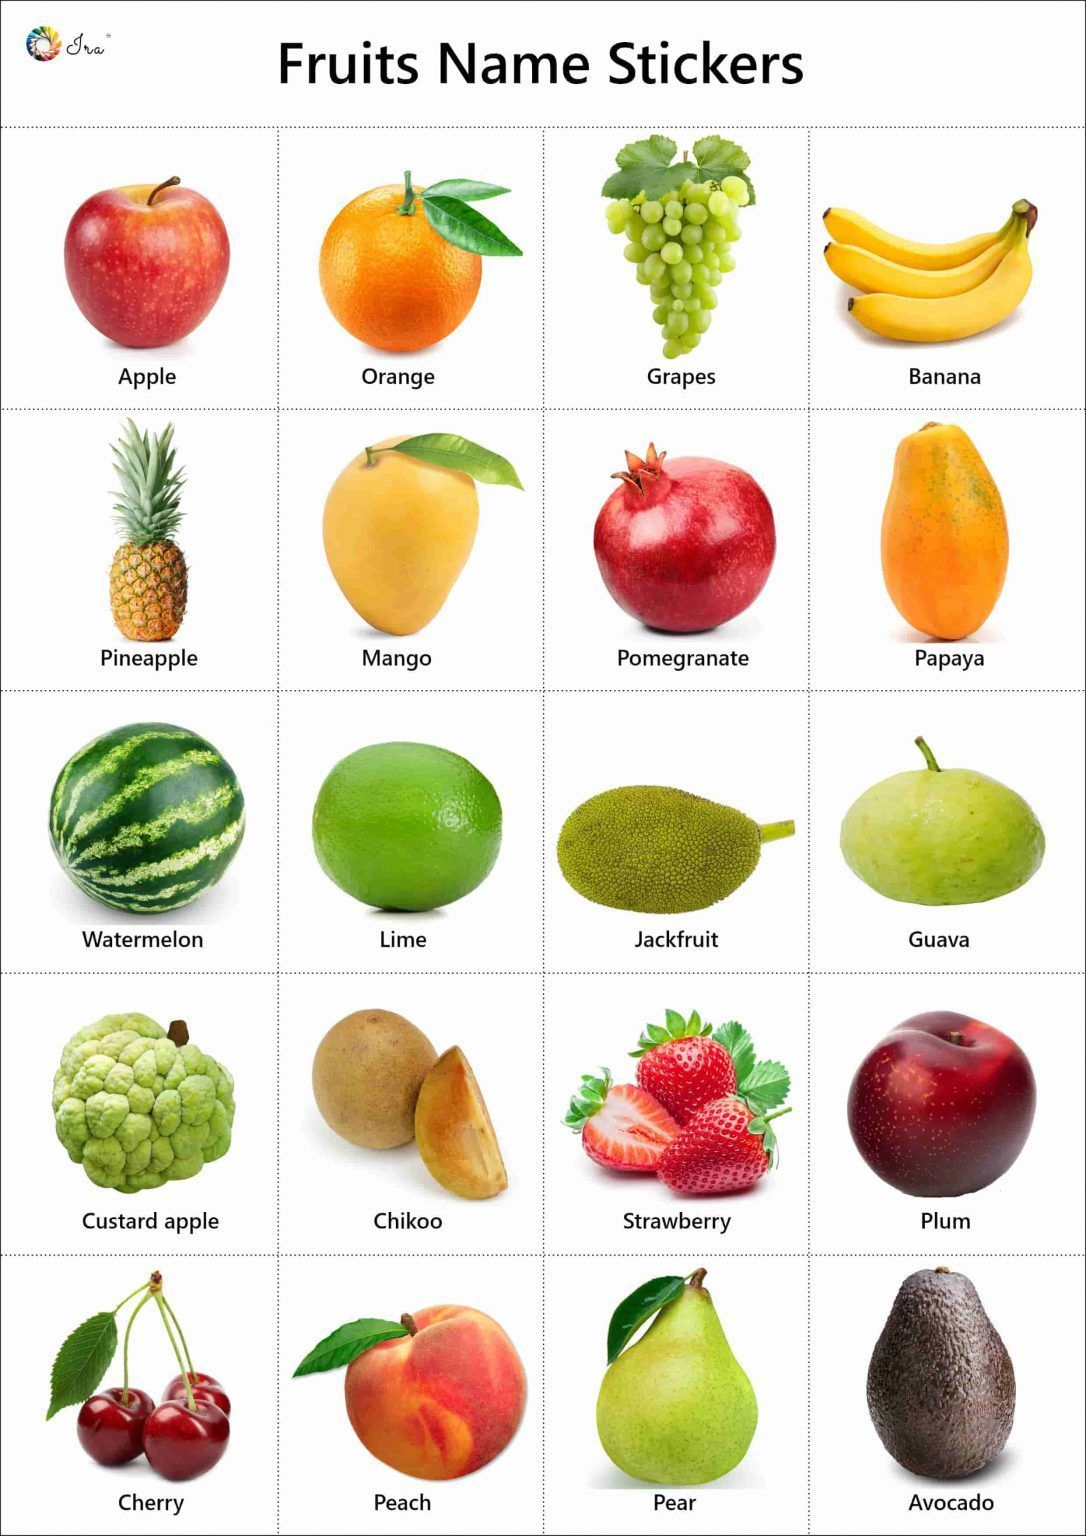 Ira
Fruits Name Stickers
Apple
Orange
Grapes
Banana
Pineapple
Mango
Pomegranate
Papaya
Watermelon
Lime
Jackfruit
Guava
Custard apple
Chikoo
Strawberry
Plum
Cherry
Peach
Pear
Avocado